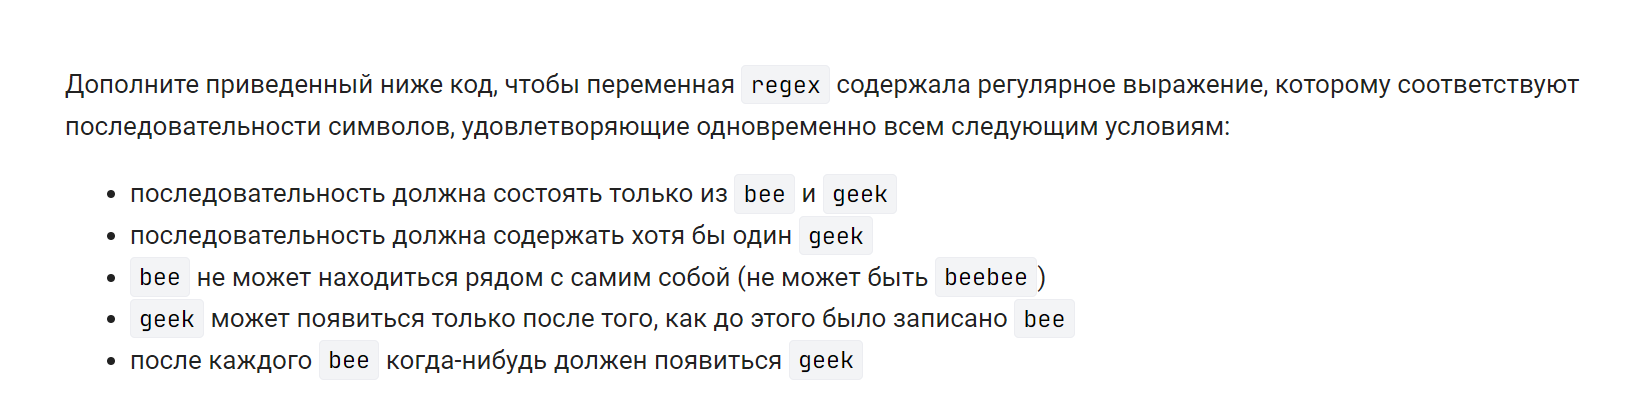 Дополните приведенный ниже код, чтобы переменная regex содержала регулярное выражение, которому соответствуют
последовательности символов, удовлетворяющие одновременно всем следующим условиям:
• последовательность должна состоять только из bee и geek
• последовательность должна содержать хотя бы один geek
• bee не может находиться рядом с самим собой (не может быть beebee)
• geek может появиться только после того, как до этого было записано bee
• после каждого bee когда-нибудь должен появиться geek